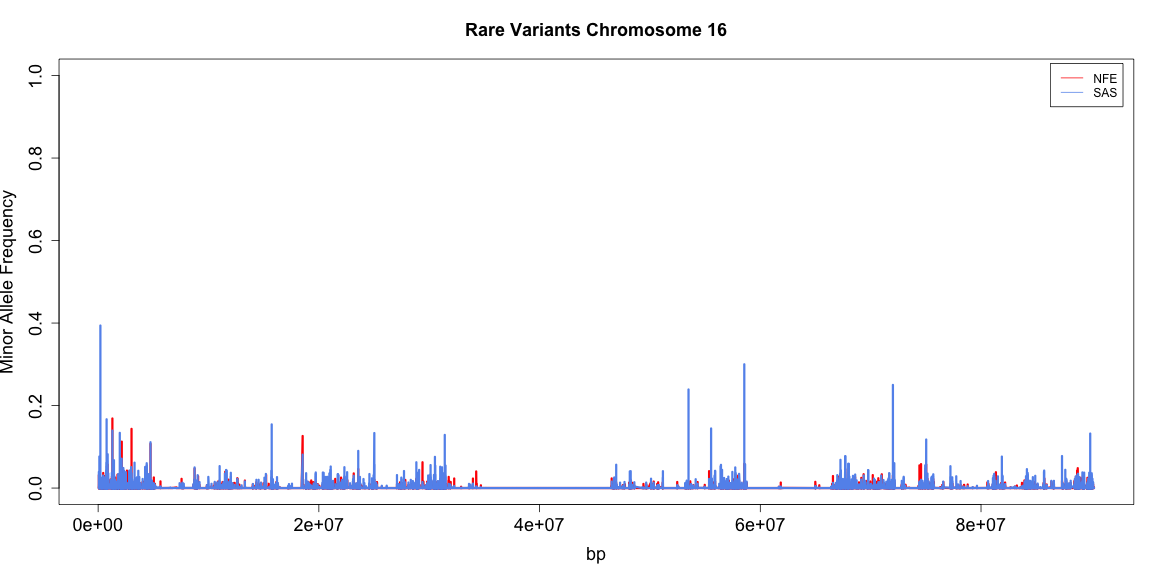 Rare Variants Chromosome 16
NFE
SAS
Minor Allele Frequency
1.0
0.8
0.6
0.4
0.2
0.0
0e+00 2e+07 4e+07 6e+07 8e+07
bp